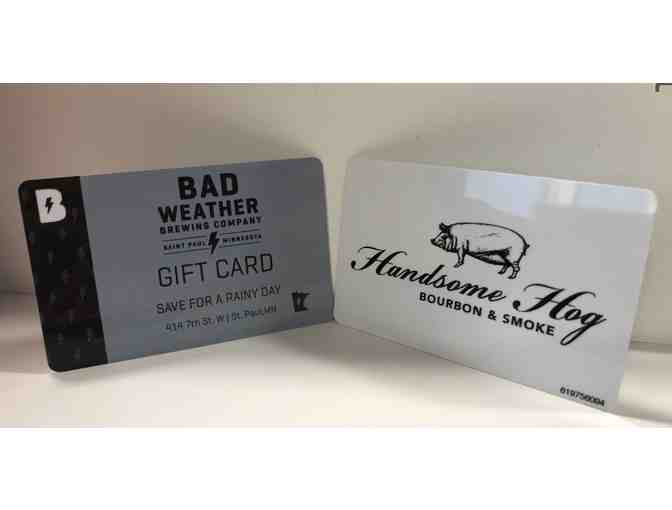 B
BAD
WEATHER
BREWING COMPANY
SAINT PAUL MINNESOTA
GIFT CARD
SAVE FOR A RAINY DAY
414 7th St. W | St. Paul, MN
Handsome Hog
BOURBON & SMOKE
619756094